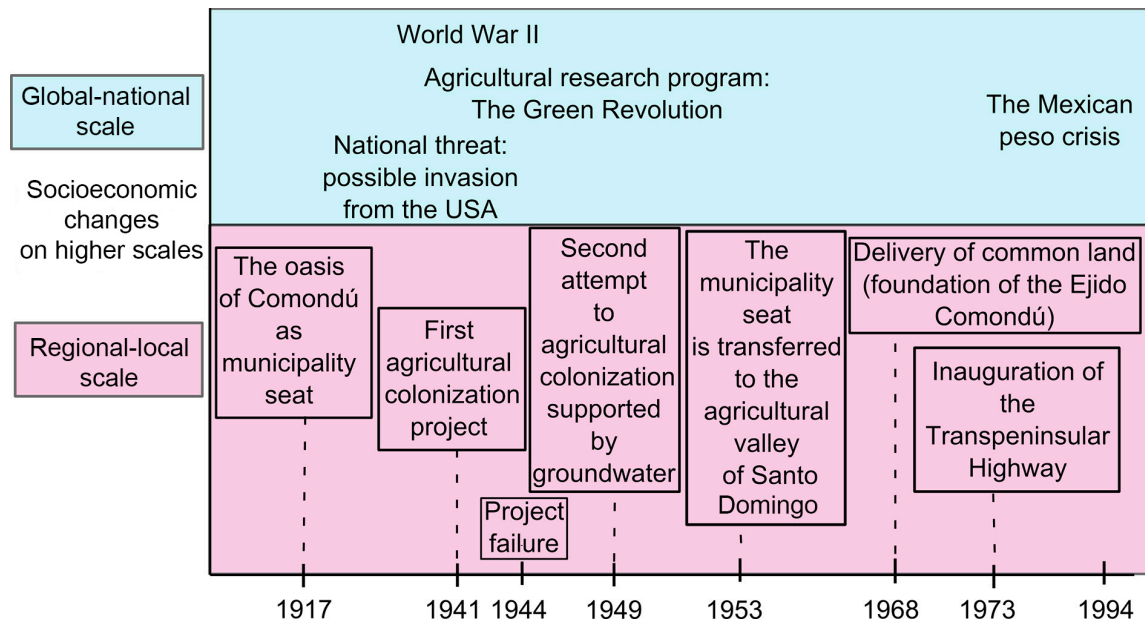 World War II
Agricultural research program:
The Green Revolution
The Mexican
peso crisis
National threat:
possible invasion
from the USA
Global-national
scale
Socioeconomic
changes
on higher scales
Regional-local
scale
The oasis
of Comondú
as
municipality
seat
First
agricultural
colonization
project
Project
failure
Second
attempt
to
agricultural
colonization
supported
by
groundwater
The
municipality
seat
is transferred
to the
agricultural
valley
of Santo
Domingo
Delivery of common land
(foundation of the Ejido
Comondú)
Inauguration of
the
Transpeninsular
Highway
1917
1941
1944
1949
1953
1968
1973
1994